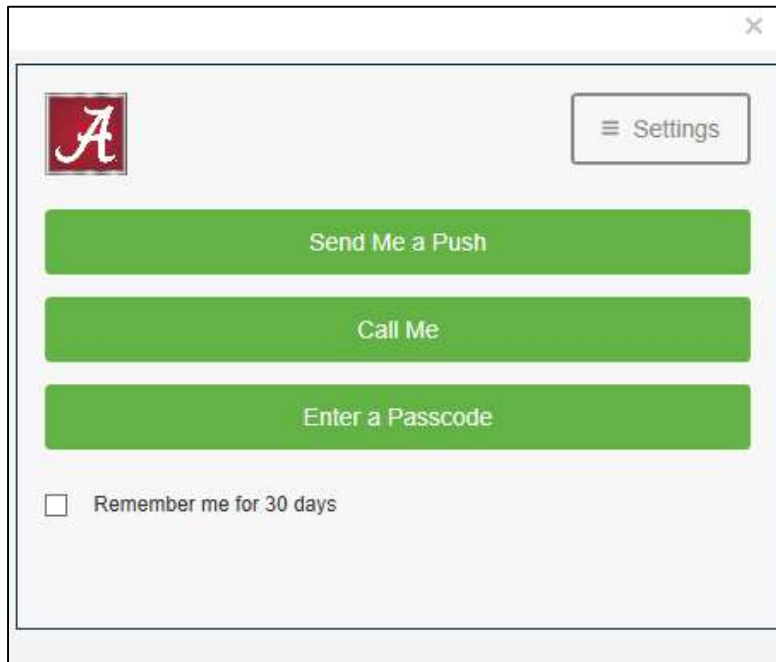 A
Settings
Send Me a Push
Call Me
Enter a Passcode
Remember me for 30 days